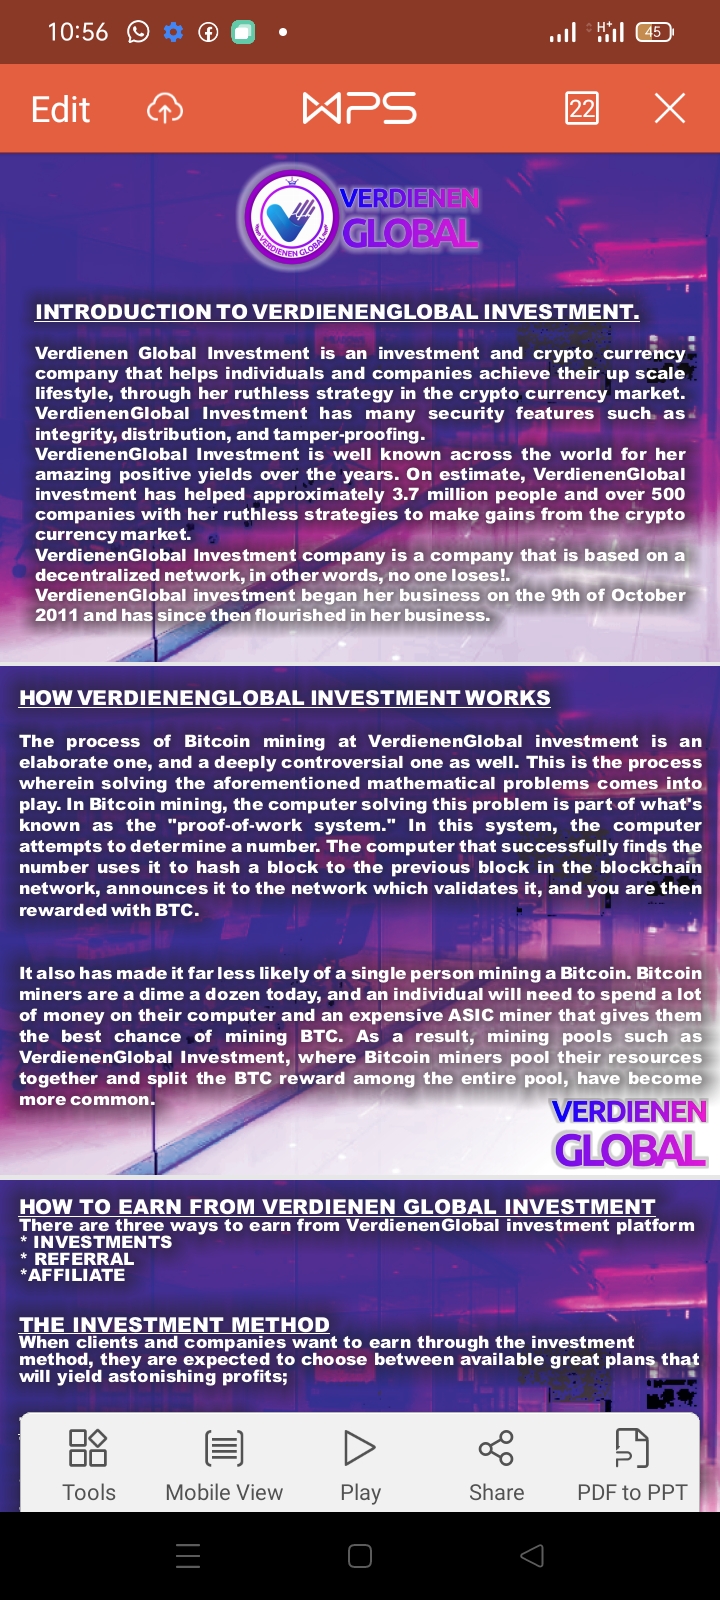 10:56
H+
45
Edit
WPS
22
VERDIENEN GLOBAL
VERDIENEN
GLOBAL
INTRODUCTION TO VERDIENENGLOBAL INVESTMENT.
Verdienen Global Investment is an investment and crypto currency
company that helps individuals and companies achieve their up scale
lifestyle, through her ruthless strategy in the crypto currency market.
VerdienenGlobal Investment has many security features such as
integrity, distribution, and tamper-proofing.
VerdienenGlobal Investment is well known across the world for her
amazing positive yields over the years. On estimate, VerdienenGlobal
investment has helped approximately 3.7 million people and over 500
companies with her ruthless strategies to make gains from the crypto
currency market.
VerdienenGlobal Investment company is a company that is based on a
decentralized network, in other words, no one loses!.
VerdienenGlobal investment began her business on the 9th of October
2011 and has since then flourished in her business.
HOW VERDIENENGLOBAL INVESTMENT WORKS
The process of Bitcoin mining at VerdienenGlobal investment is an
elaborate one, and a deeply controversial one as well. This is the process
wherein solving the aforementioned mathematical problems comes into
play. In Bitcoin mining, the computer solving this problem is part of what's
known as the "proof-of-work system." In this system, the computer
attempts to determine a number. The computer that successfully finds the
number uses it to hash a block to the previous block in the blockchain
network, announces it to the network which validates it, and you are then
rewarded with BTC.
It also has made it far less likely of a single person mining a Bitcoin. Bitcoin
miners are a dime a dozen today, and an individual will need to spend a lot
of money on their computer and an expensive ASIC miner that gives them
the best chance of mining BTC. As a result, mining pools such as
VerdienenGlobal Investment, where Bitcoin miners pool their resources
together and split the BTC reward among the entire pool, have become
more common.
VERDIENEN
GLOBAL
HOW TO EARN FROM VERDIENEN GLOBAL INVESTMENT
There are three ways to earn from VerdienenGlobal investment platform
* INVESTMENTS
* REFERRAL
*AFFILIATE
THE INVESTMENT METHOD
When clients and companies want to earn through the investment
method, they are expected to choose between available great plans that
will yield astonishing profits;
Tools
Mobile View
Play
Share
PDF to PPT